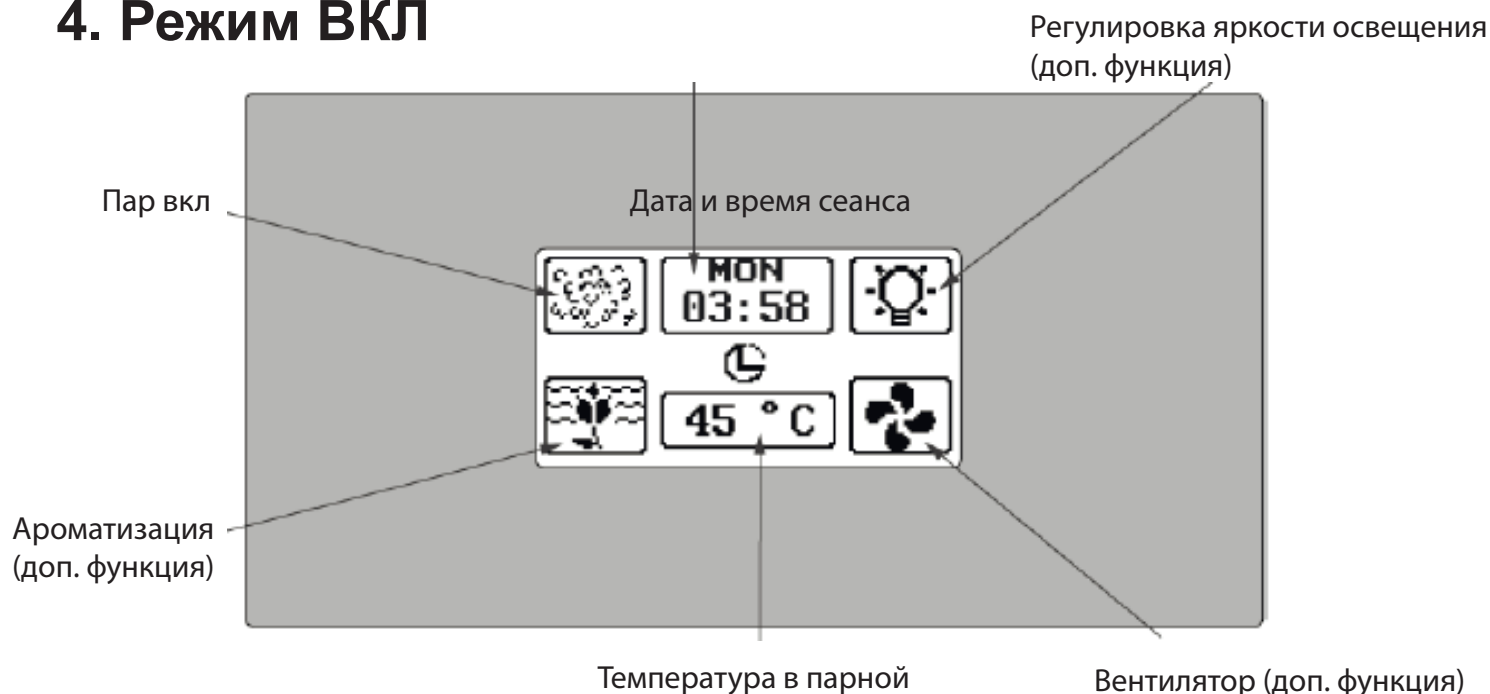 4. Режим ВКЛ
Регулировка яркости освещения
(доп. функция)
Пар вкл
Дата и время сеанса
MON
03:58
45 °C
Ароматизация
(доп. функция)
Температура в парной
Вентилятор (доп. функция)